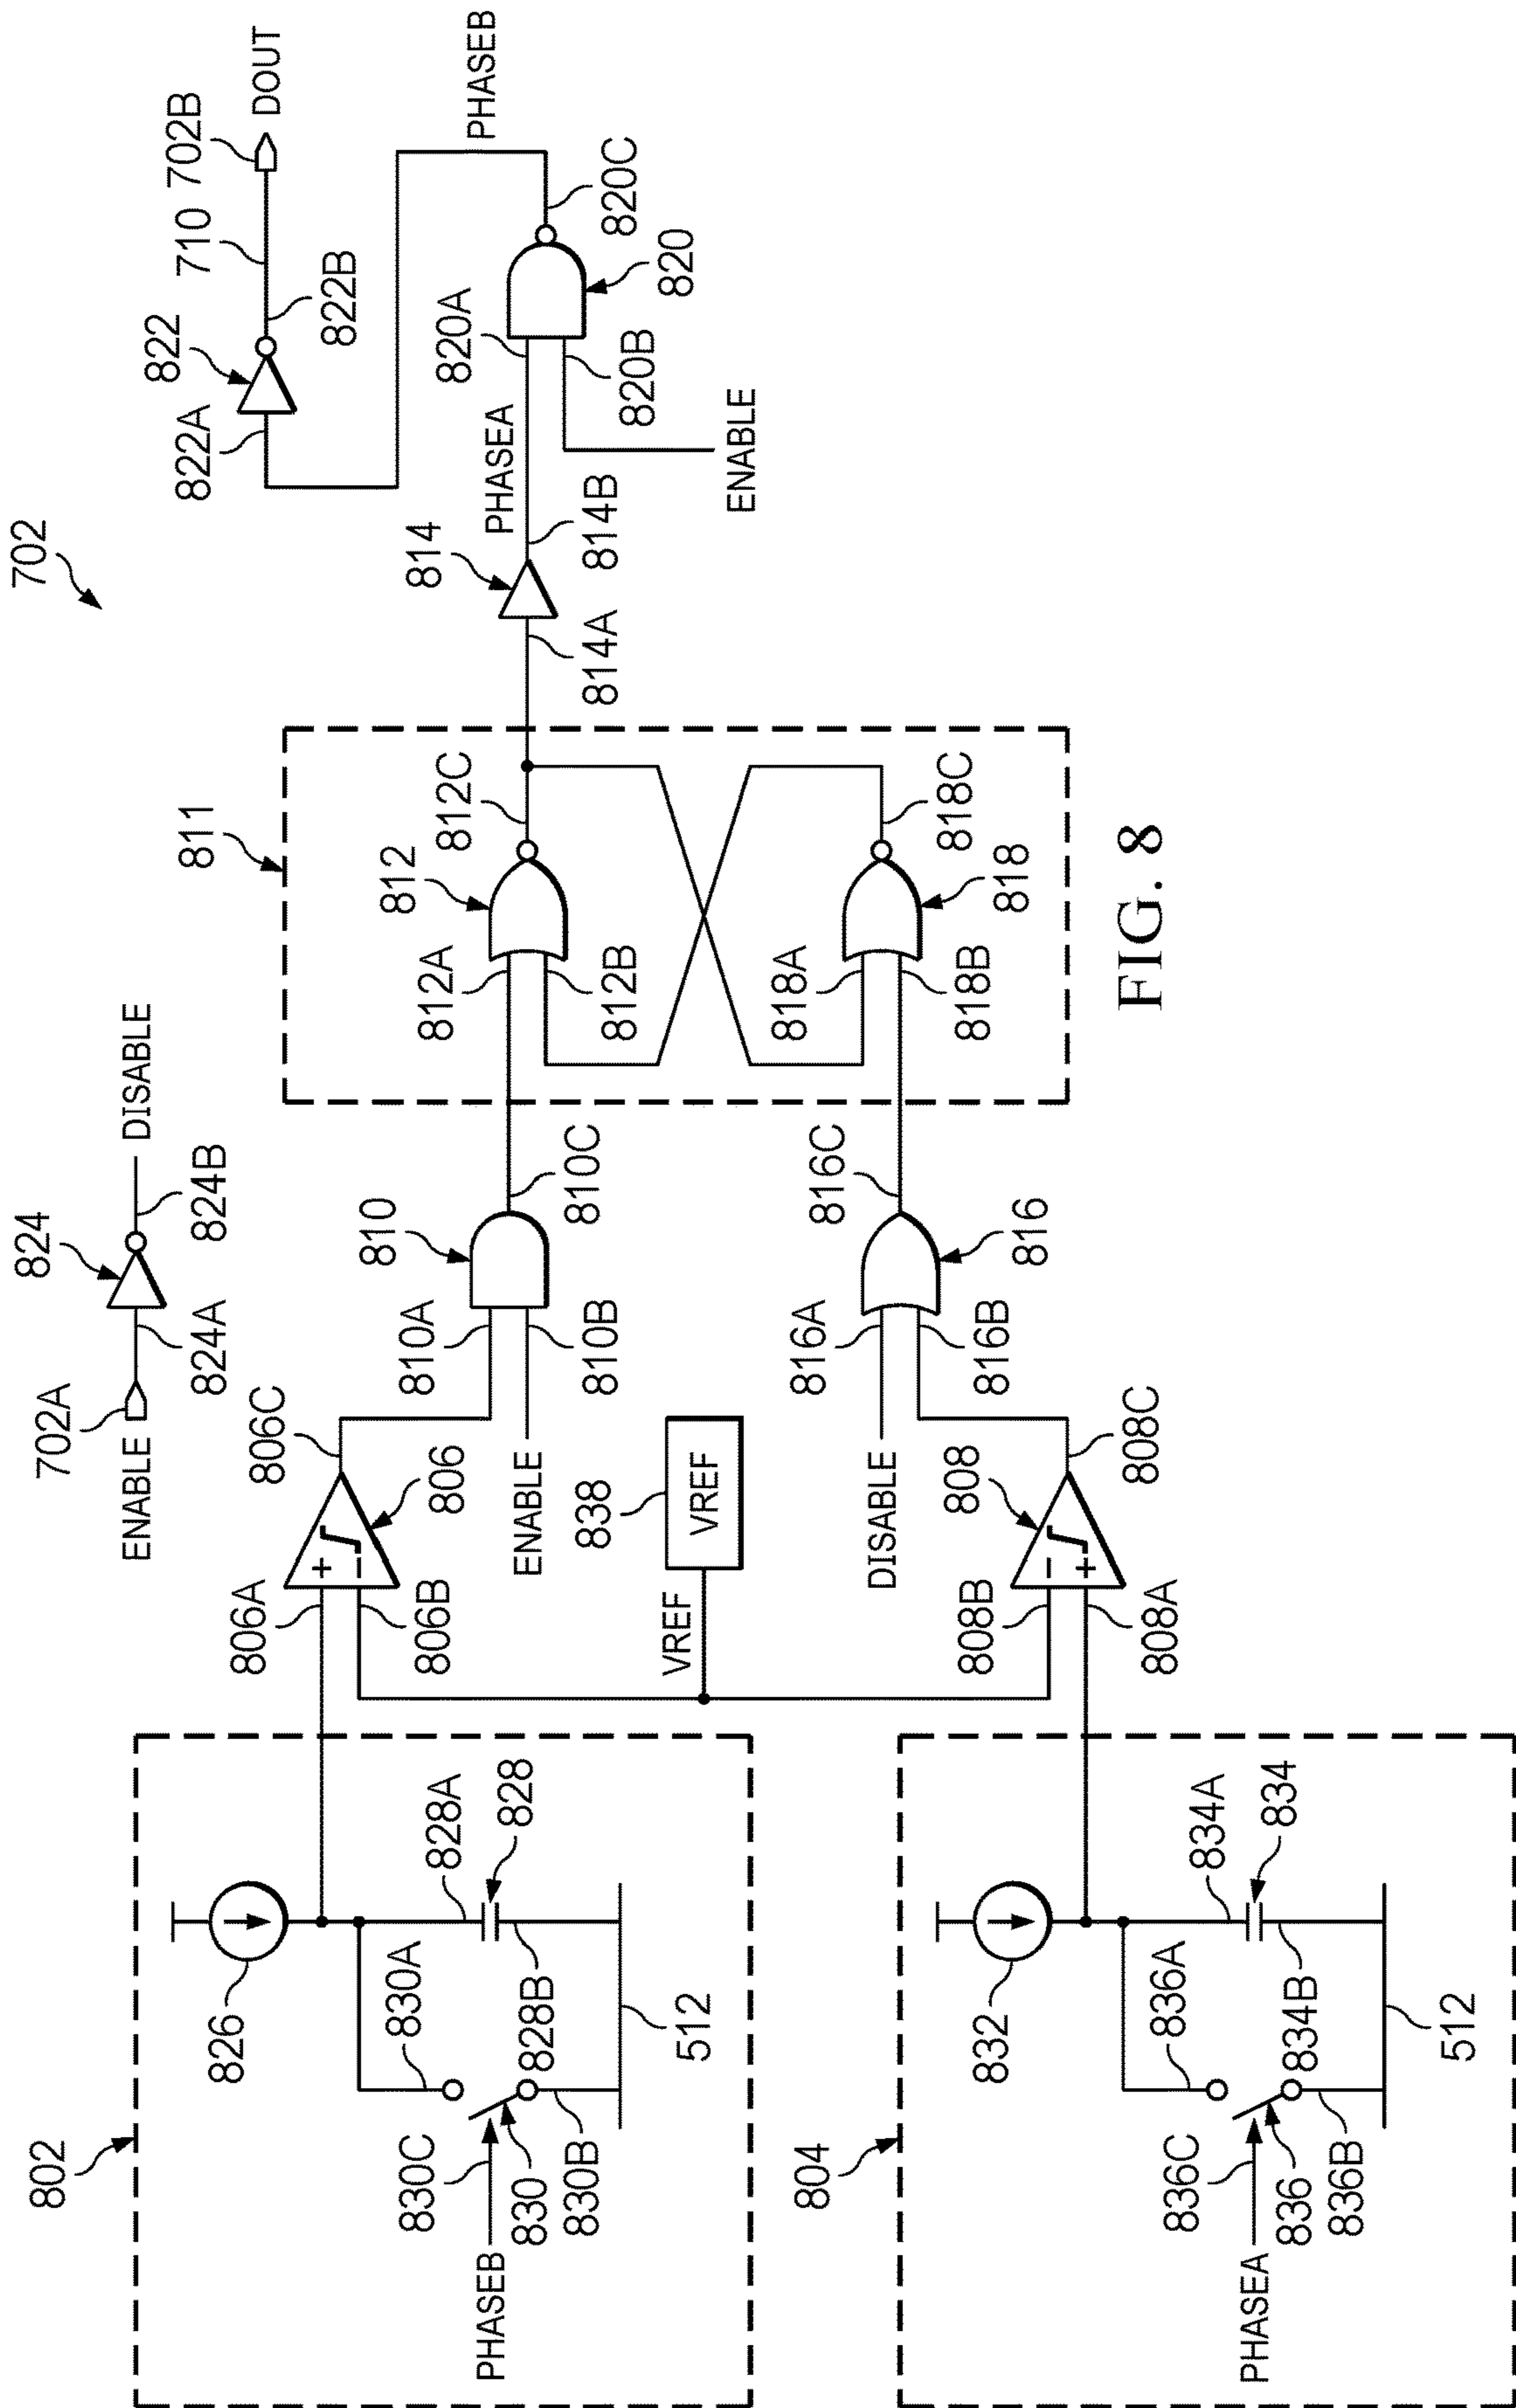 702
ENABLE
702A
824A
824
824B
DISABLE
802
826
830A
828A
828
830C
PHASEB
830
830B
828B
512
806A
806B
806C
806
ENABLE
810A
810B
810
810C
VREF
838
VREF
811
812A
812B
812
812C
814A
814
814B
PHASEA
820A
820B
ENABLE
820
820C
PHASEB
822A
822
822B
710
702B
DOUT
804
832
836A
834A
834
836C
PHASEA
836
836B
834B
512
808B
808A
808
808C
DISABLE
816A
816B
816
816C
818A
818B
818
818C
FIG. 8